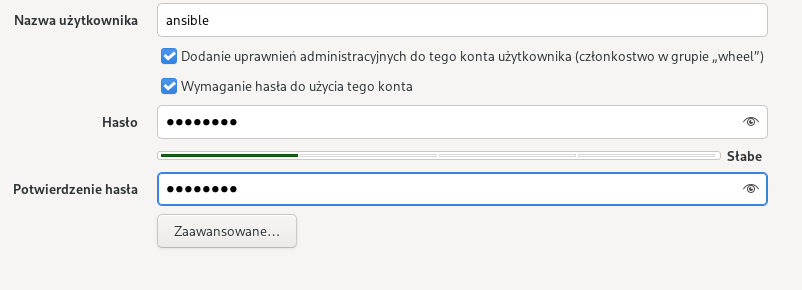 Nazwa użytkownika ansible
Dodanie uprawnień administracyjnych do tego konta użytkownika (członkostwo w grupie „wheel”)
Wymaganie hasła do użycia tego konta
Hasło ●●●●●●●●
Słabe
Potwierdzenie hasła ●●●●●●●●
Zaawansowane…